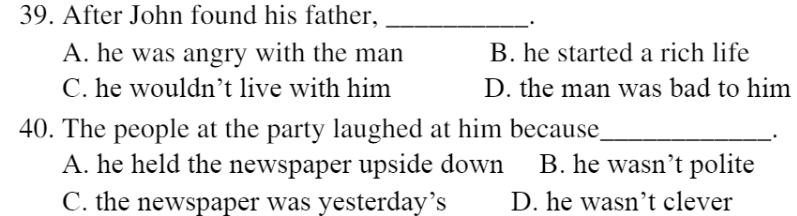 39. After John found his father, __________.
A. he was angry with the man B. he started a rich life
C. he wouldn’t live with him D. the man was bad to him
40. The people at the party laughed at him because____________.
A. he held the newspaper upside down B. he wasn’t polite
C. the newspaper was yesterday’s D. he wasn’t clever